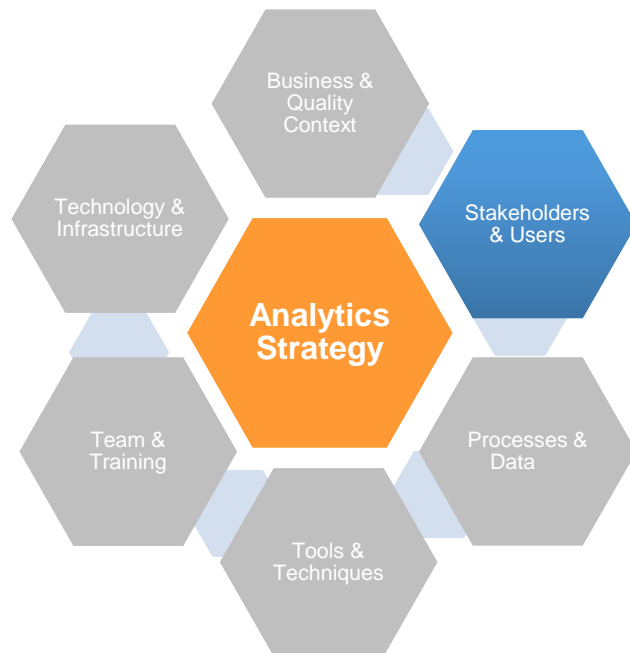 Business &
Quality
Context
Stakeholders
& Users
Technology &
Infrastructure
Analytics
Strategy
Processes &
Data
Team &
Training
Tools &
Techniques